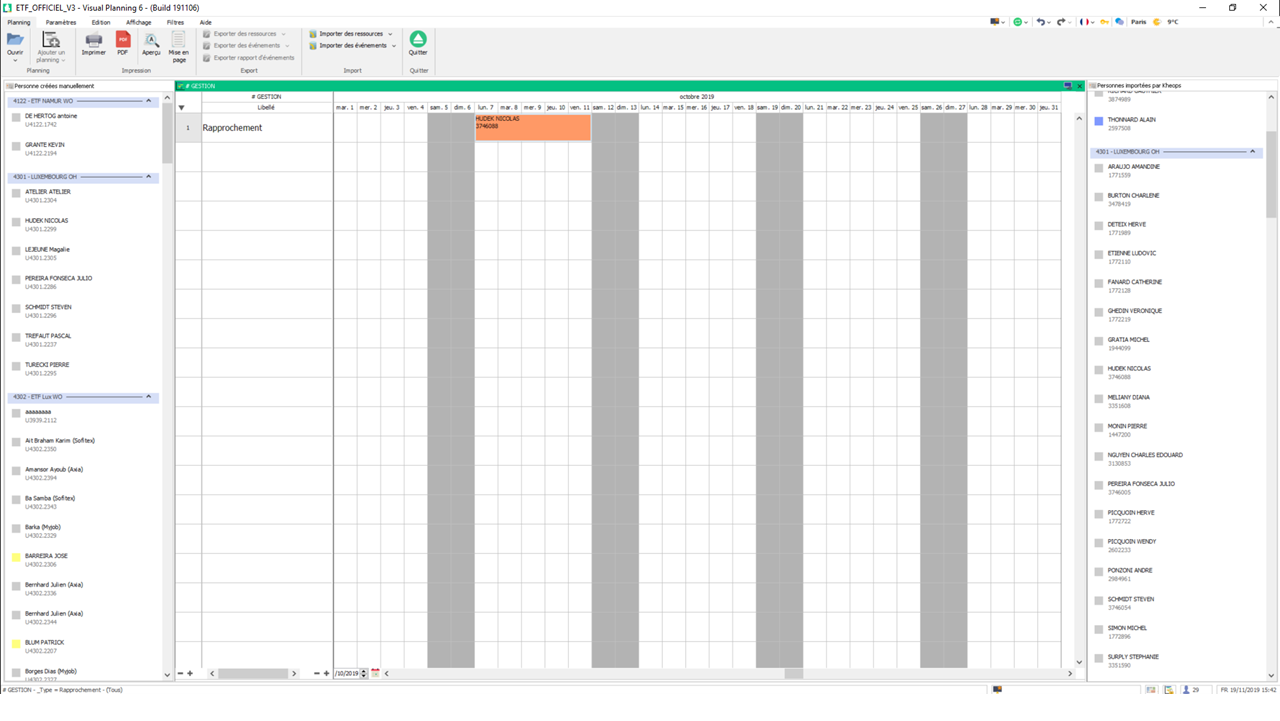 ETF_OFFICIEL_V3 - Visual Planning 6 - (Build 191106)
Planning Paramètres Edition Affichage Filtres Aide
Paris 9°C
Ouvrir
Ajouter un planning
Planning
Imprimer
PDF
Aperçu
Mise en page
Impression
Exporter des ressources
Exporter des événements
Exporter rapport d'événements
Export
Importer des ressources
Importer des événements
Import
Quitter
Quitter
Personne créées manuellement
4122 - ETF NAMUR WO
DE HERTOG antoine
U4122.1742
GRANTE KEVIN
U4122.2194
4301 - LUXEMBOURG OH
ATELIER ATELIER
U4301.2304
HUDEK NICOLAS
U4301.2299
LEJEUNE Magalie
U4301.2305
PEREIRA FONSECA JULIO
U4301.2286
SCHMIDT STEVEN
U4301.2296
TREFAUT PASCAL
U4301.2237
TURECKI PIERRE
U4301.2295
4302 - ETF Lux WO
aaaaaaaa
U3939.2112
Ait Braham Karim (Sofitex)
U4302.2350
Amansor Ayoub (Axia)
U4302.2394
Ba Samba (Sofitex)
U4302.2343
Barka (Myjob)
U4302.2329
BARREIRA JOSE
U4302.2306
Bernhard Julien (Axia)
U4302.2336
Bernhard Julien (Axia)
U4302.2344
BLUM PATRICK
U4302.2207
Borges Dias (Myjob)
U4302.2327
# GESTION
# GESTION
Libellé
octobre 2019
mar. 1 mer. 2 jeu. 3 ven. 4 sam. 5 dim. 6 lun. 7 mar. 8 mer. 9 jeu. 10 ven. 11 sam. 12 dim. 13 lun. 14 mar. 15 mer. 16 jeu. 17 ven. 18 sam. 19 dim. 20 lun. 21 mar. 22 mer. 23 jeu. 24 ven. 25 sam. 26 dim. 27 lun. 28 mar. 29 mer. 30 jeu. 31
1 Rapprochement
HUDEK NICOLAS
3746088
/10/2019
Personnes importées par Kheops
3874989
THONNARD ALAIN
2597508
4301 - LUXEMBOURG OH
ARAUJO AMANDINE
1771559
BURTON CHARLENE
3478419
DETEIX HERVE
1771989
ETIENNE LUDOVIC
1772110
FANARD CATHERINE
1772128
GHEDIN VERONIQUE
1772219
GRATIA MICHEL
1944099
HUDEK NICOLAS
3746088
MELIANY DIANA
3351608
MONIN PIERRE
1447200
NGUYEN CHARLES EDOUARD
3130853
PEREIRA FONSECA JULIO
3746005
PICQUOIN HERVE
1772722
PICQUOIN WENDY
2602233
PONZONI ANDRE
2984961
SCHMIDT STEVEN
3746054
SIMON MICHEL
1772896
SURPLY STEPHANIE
3351590
# GESTION - _Type = Rapprochement - (Tous)
29
FR 19/11/2019 15:42